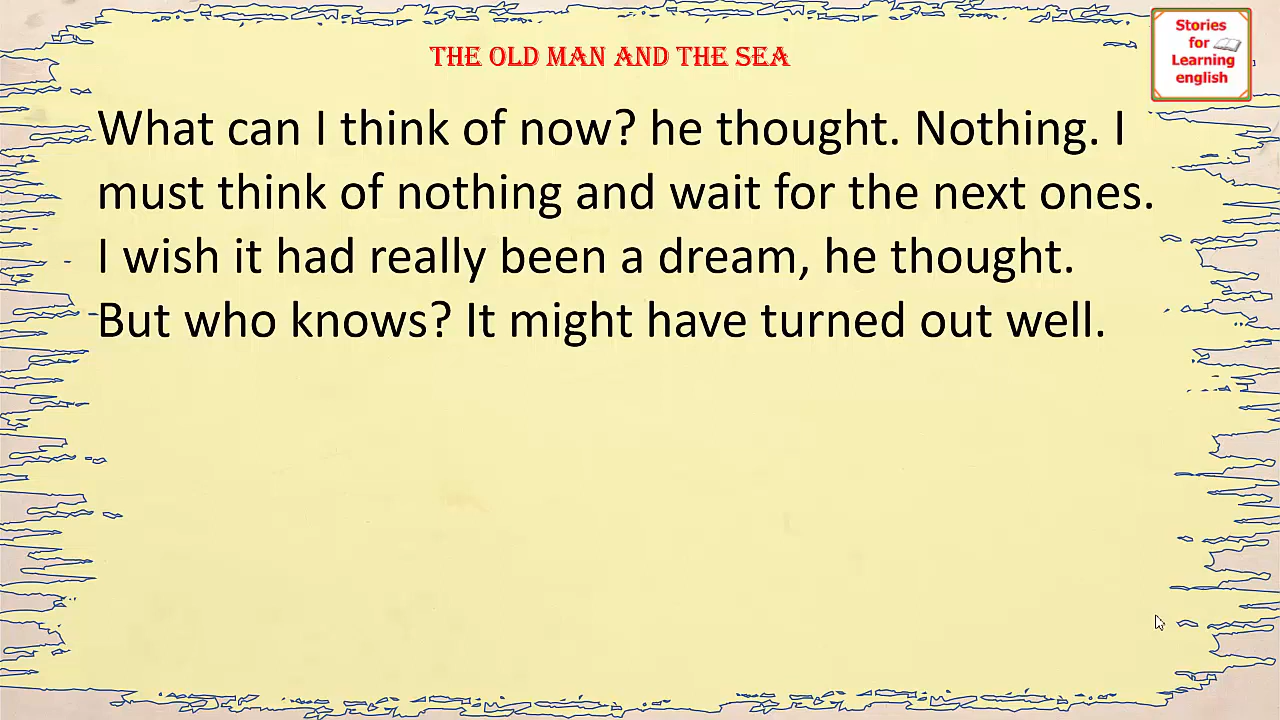 THE OLD MAN AND THE SEA
Stories
for
Learning
english
What can I think of now? he thought. Nothing. I
must think of nothing and wait for the next ones.
I wish it had really been a dream, he thought.
But who knows? It might have turned out well.